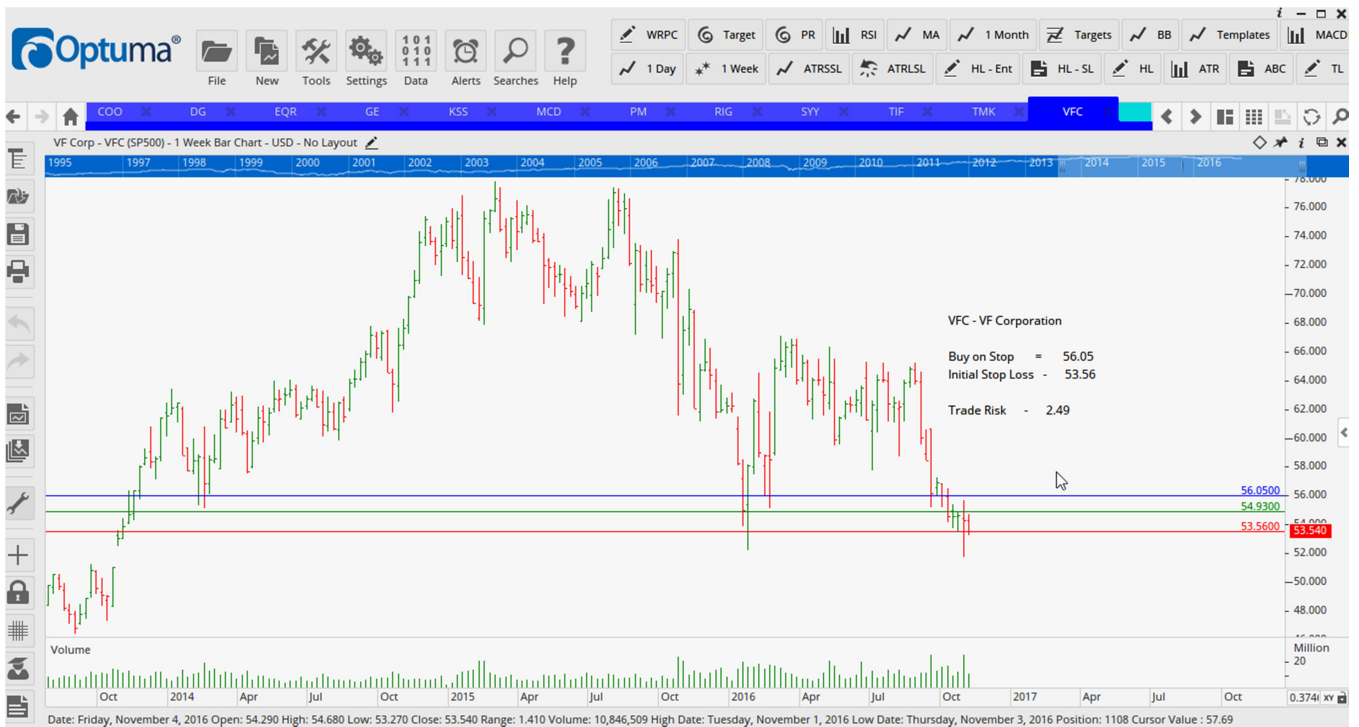 Optuma®
File
New
Tools
Settings
101
010
111
Data
Alerts
Searches
Help
WRPC
Target
PR
RSI
MA
1 Month
Targets
BB
Templates
MACD
1 Day
1 Week
ATRSSL
ATRLSL
HL - Ent
HL - SL
HL
ATR
ABC
TL
COO DG EQR GE KSS MCD PM RIG SYY TIF TMK VFC
VF Corp - VFC (SP500) - 1 Week Bar Chart - USD - No Layout
1995 1997 1998 1999 2000 2001 2002 2003 2004 2005 2006 2007 2008 2009 2010 2011 2012 2013 2014 2015 2016
78.000
76.000
74.000
72.000
70.000
68.000
VFC - VF Corporation
66.000
Buy on Stop = 56.05
Initial Stop Loss - 53.56
64.000
Trade Risk - 2.49
62.000
60.000
58.000
56.0500
56.000
54.9300
54.000
53.5600
53.540
52.000
50.000
48.000
46.000
Volume
Million
20
Oct 2014 Apr Jul Oct 2015 Apr Jul Oct 2016 Apr Jul Oct 2017 Apr Jul Oct
XY
Date: Friday, November 4, 2016 Open: 54.290 High: 54.680 Low: 53.270 Close: 53.540 Range: 1.410 Volume: 10,846,509 High Date: Tuesday, November 1, 2016 Low Date: Thursday, November 3, 2016 Position: 1108 Cursor Value : 57.69